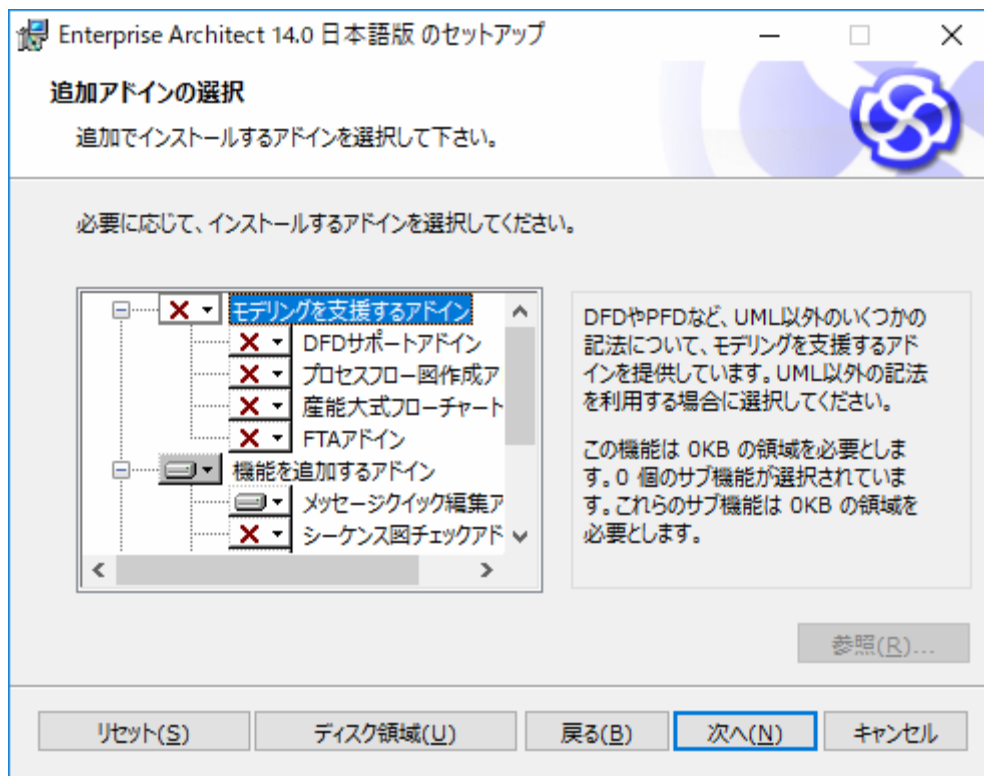 Enterprise Architect 14.0 日本語版 のセットアップ
追加アドインの選択
追加でインストールするアドインを選択して下さい。
必要に応じて、インストールするアドインを選択してください。
モデリングを支援するアドイン
DFDサポートアドイン
プロセスフロー図作成ア
産能大式フローチャート
FTAアドイン
機能を追加するアドイン
メッセージクイック編集ア
シーケンス図チェックアド
DFDやPFDなど、UML以外のいくつかの
記法について、モデリングを支援するアド
インを提供しています。UML以外の記法
を利用する場合に選択してください。
この機能は 0KB の領域を必要としま
す。0 個のサブ機能が選択されていま
す。これらのサブ機能は 0KB の領域を
必要とします。
参照(R)...
リセット(S)
ディスク領域(U)
戻る(B)
次へ(N)
キャンセル